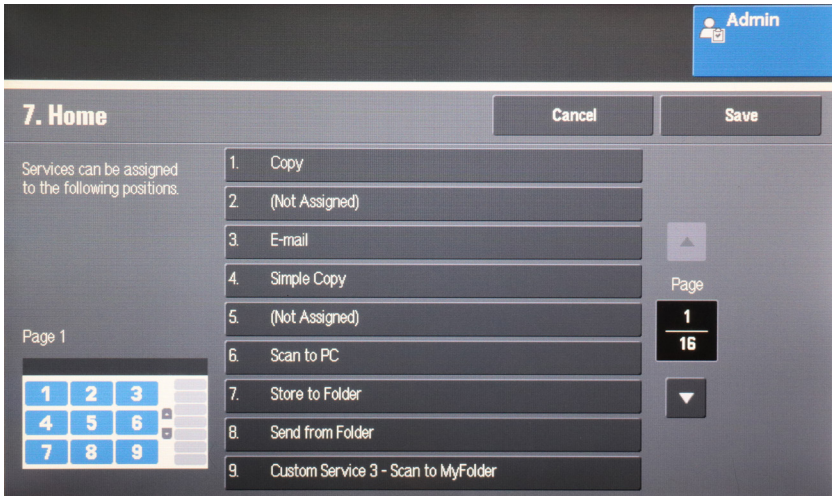 Admin
7. Home
Cancel
Save
Services can be assigned
to the following positions.
1. Copy
2. (Not Assigned)
3. E-mail
4. Simple Copy
5. (Not Assigned)
6. Scan to PC
7. Store to Folder
8. Send from Folder
9. Custom Service 3 - Scan to MyFolder
Page
1
16
Page 1
1 2 3
4 5 6
7 8 9